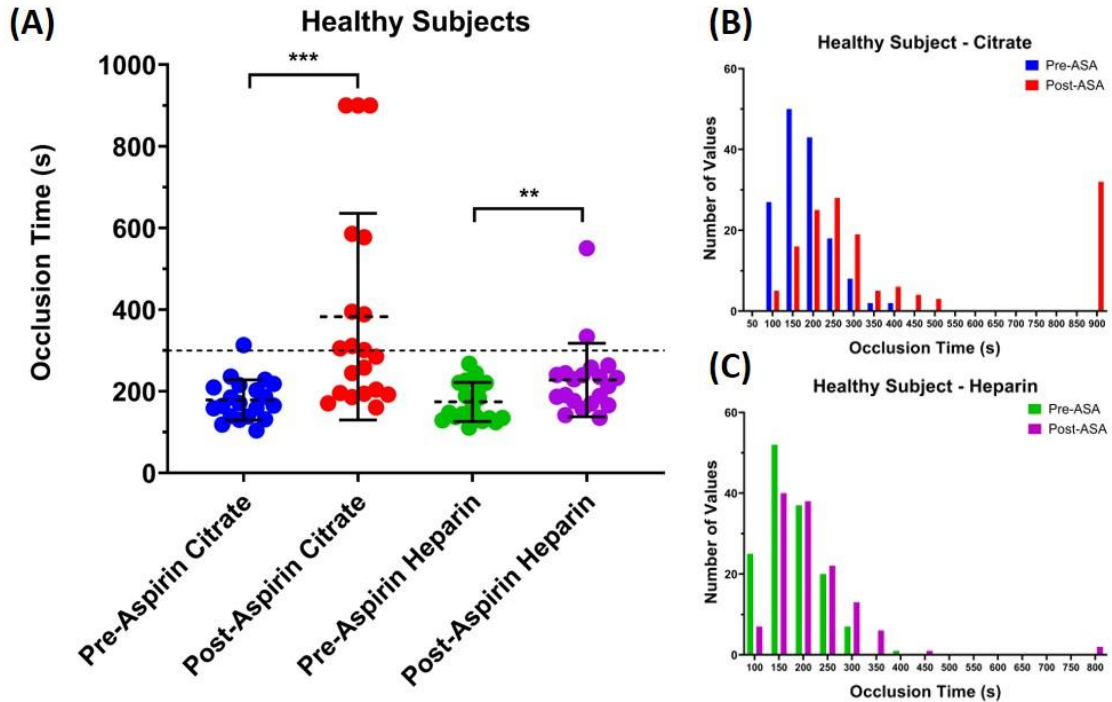 (A)
Healthy Subjects
Occlusion Time (s)
1000
800
600
400
200
0
***
**
Pre-Aspirin Citrate
Post-Aspirin Citrate
Pre-Aspirin Heparin
Post-Aspirin Heparin
(B)
Healthy Subject - Citrate
Pre-ASA
Post-ASA
Number of Values
60
40
20
0
50 100 150 200 250 300 350 400 450 500 550 600 650 700 750 800 850 900
Occlusion Time (s)
(C)
Healthy Subject - Heparin
Pre-ASA
Post-ASA
Number of Values
60
40
20
0
100 150 200 250 300 350 400 450 500 550 600 650 700 750 800
Occlusion Time (s)